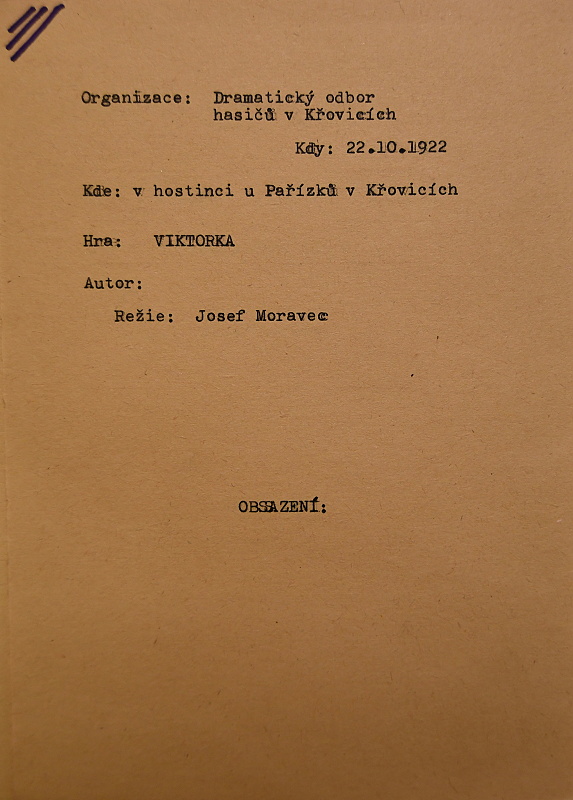 Organizace: Dramatický odbor
hasičů v Křovicích
Kdy: 22.10.1922
Kde: v hostinci u Pařízků v Křovicích
Hra: VIKTORKA
Autor:
Režie: Josef Moravec
OBSAZENÍ: